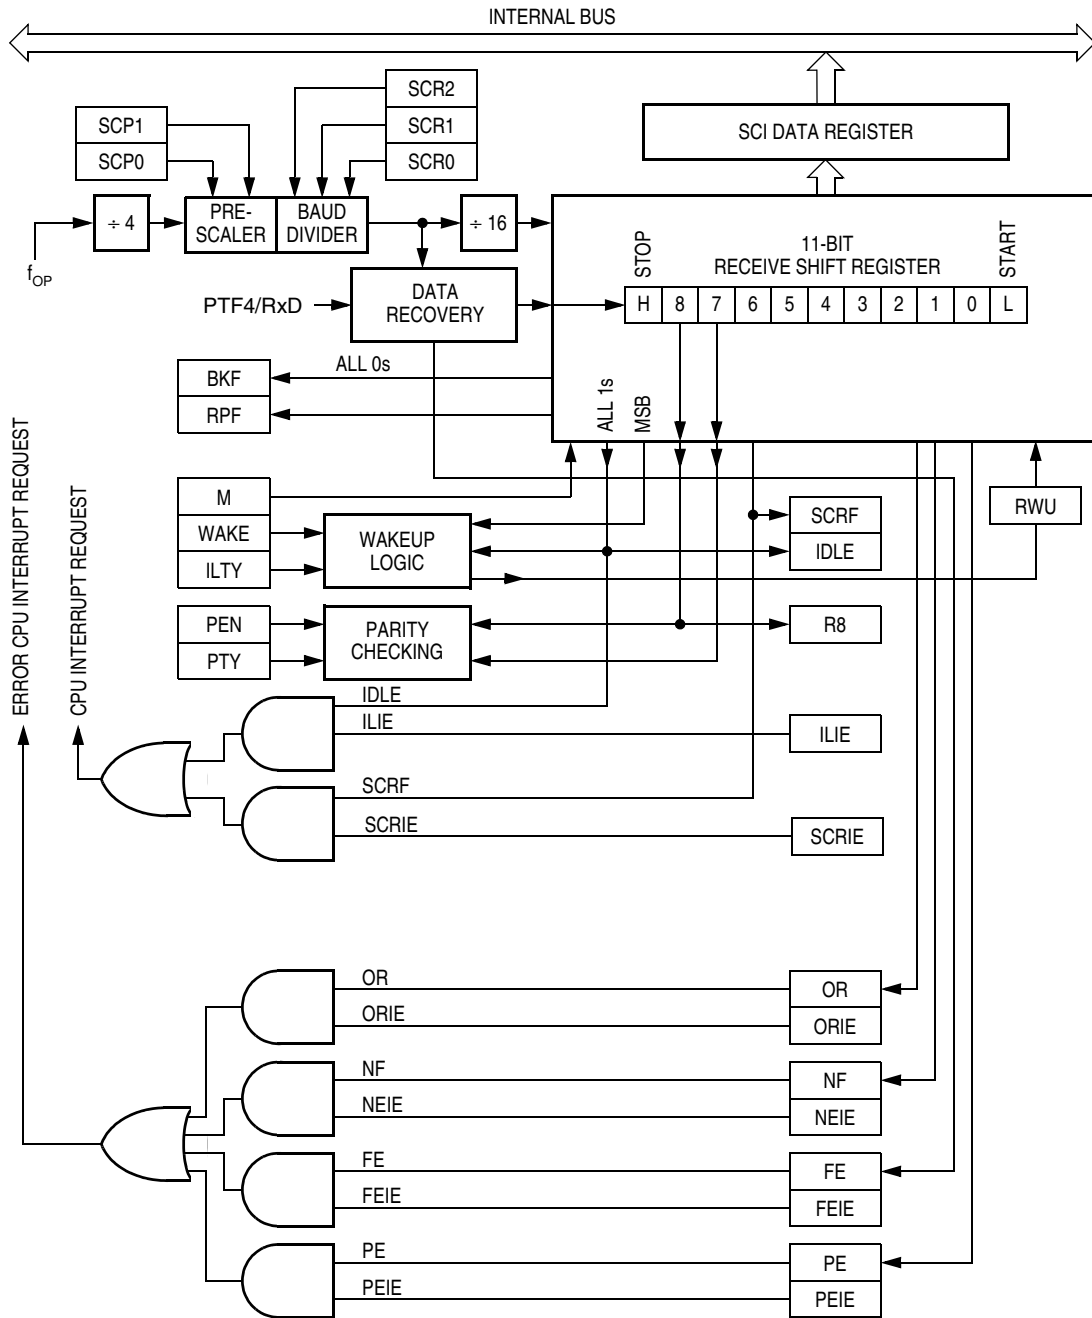 INTERNAL BUS
SCR2
SCR1
SCR0
SCP1
SCP0
SCI DATA REGISTER
÷ 4
PRE-
SCALER
BAUD
DIVIDER
÷ 16
fOP
STOP
11-BIT
RECEIVE SHIFT REGISTER
START
H 8 7 6 5 4 3 2 1 0 L
PTF4/RxD
DATA
RECOVERY
ALL 0s
BKF
RPF
ALL 1s
MSB
ERROR CPU INTERRUPT REQUEST
CPU INTERRUPT REQUEST
M
WAKE
ILTY
WAKEUP
LOGIC
SCRF
IDLE
RWU
PEN
PTY
PARITY
CHECKING
R8
IDLE
ILIE
ILIE
SCRF
SCRIE
SCRIE
OR
ORIE
OR
ORIE
NF
NEIE
NF
NEIE
FE
FEIE
FE
FEIE
PE
PEIE
PE
PEIE